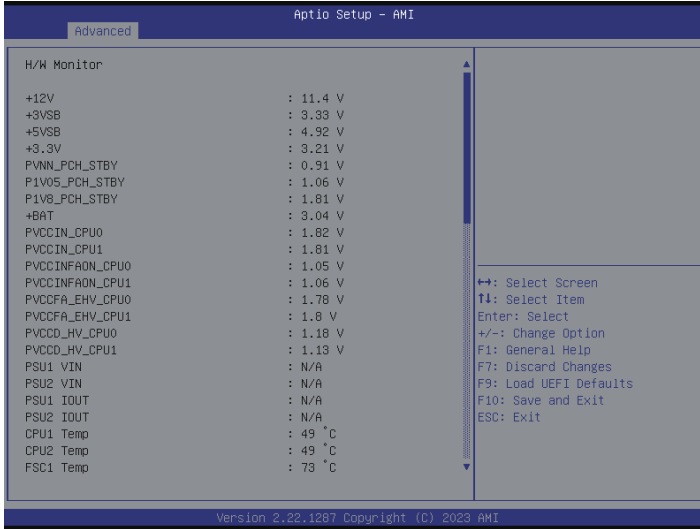 Aptio Setup – AMI
Advanced
H/W Monitor
+12V : 11.4 V
+3VSB : 3.33 V
+5VSB : 4.92 V
+3.3V : 3.21 V
PVNN_PCH_STBY : 0.91 V
P1V05_PCH_STBY : 1.06 V
P1V8_PCH_STBY : 1.81 V
+BAT : 3.04 V
PVCCIN_CPU0 : 1.82 V
PVCCIN_CPU1 : 1.81 V
PVCCINFAON_CPU0 : 1.05 V
PVCCINFAON_CPU1 : 1.06 V
PVCCFA_EHV_CPU0 : 1.78 V
PVCCFA_EHV_CPU1 : 1.8 V
PVCCD_HV_CPU0 : 1.18 V
PVCCD_HV_CPU1 : 1.13 V
PSU1 VIN : N/A
PSU2 VIN : N/A
PSU1 IOUT : N/A
PSU2 IOUT : N/A
CPU1 Temp : 49 °C
CPU2 Temp : 49 °C
FSC1 Temp : 73 °C
↔: Select Screen
↑↓: Select Item
Enter: Select
+/-: Change Option
F1: General Help
F7: Discard Changes
F9: Load UEFI Defaults
F10: Save and Exit
ESC: Exit
Version 2.22.1287 Copyright (C) 2023 AMI